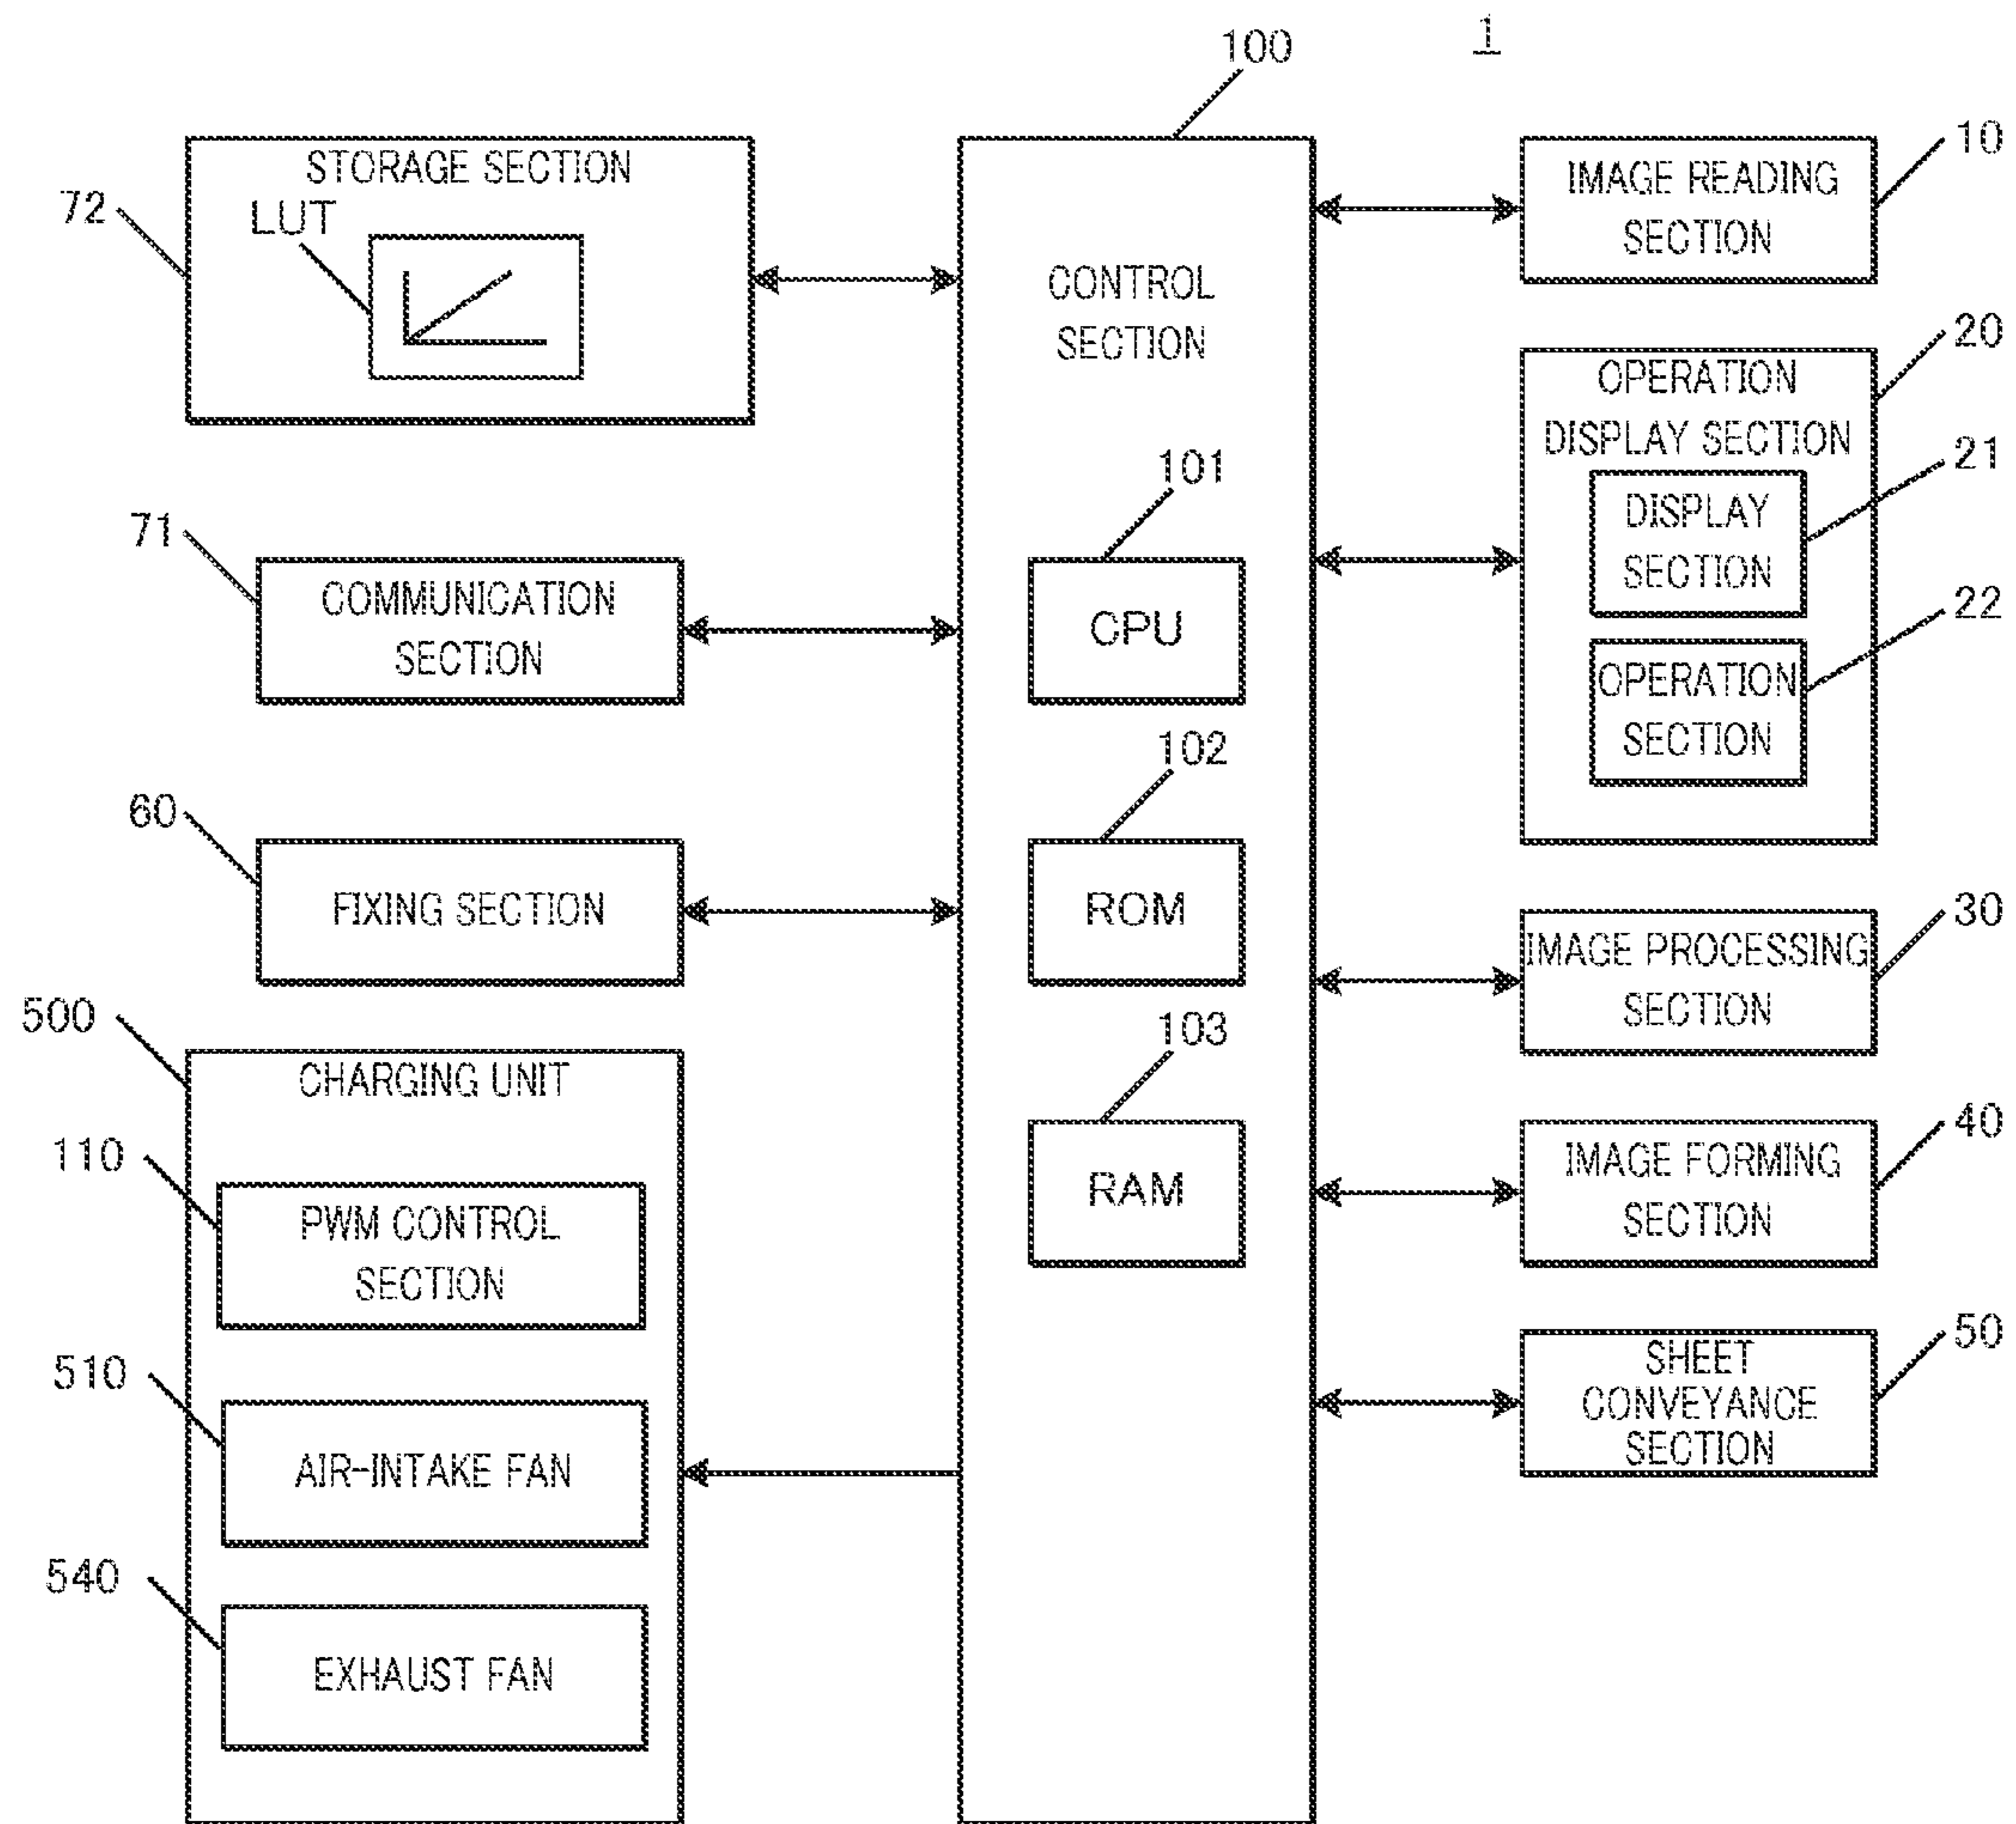 1
100
STORAGE SECTION
72
LUT
CONTROL
SECTION
101
CPU
102
ROM
103
RAM
71
COMMUNICATION
SECTION
60
FIXING SECTION
500
CHARGING UNIT
110
PWM CONTROL
SECTION
510
AIR-INTAKE FAN
540
EXHAUST FAN
10
IMAGE READING
SECTION
20
OPERATION
DISPLAY SECTION
21
DISPLAY
SECTION
22
OPERATION
SECTION
30
IMAGE PROCESSING
SECTION
40
IMAGE FORMING
SECTION
50
SHEET
CONVEYANCE
SECTION